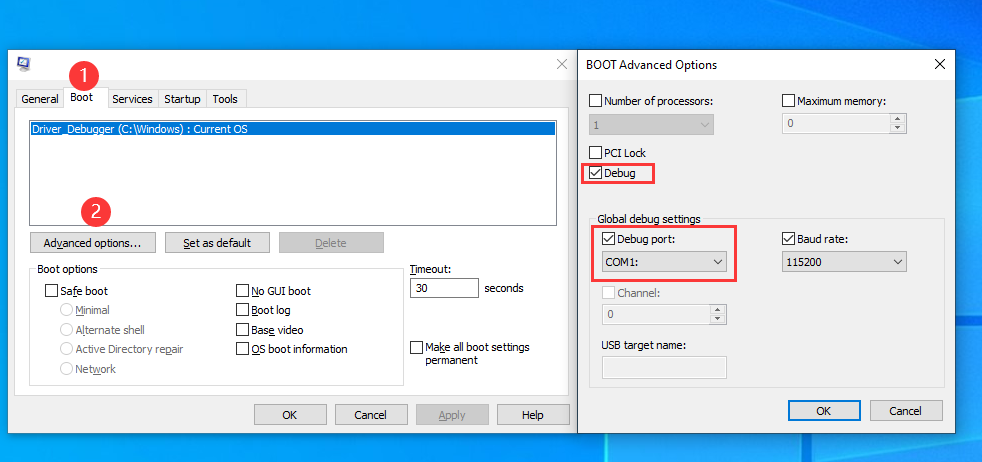 1
General
Boot
Services
Startup
Tools
Driver_Debugger (C:\Windows) : Current OS
2
Advanced options...
Set as default
Delete
Boot options
Safe boot
Minimal
Alternate shell
Active Directory repair
Network
No GUI boot
Boot log
Base video
OS boot information
Timeout:
30 seconds
Make all boot settings
permanent
OK
Cancel
Apply
Help
BOOT Advanced Options
Number of processors:
1
Maximum memory:
0
PCI Lock
Debug
Global debug settings
Debug port:
COM1:
Baud rate:
115200
Channel:
0
USB target name:
OK
Cancel